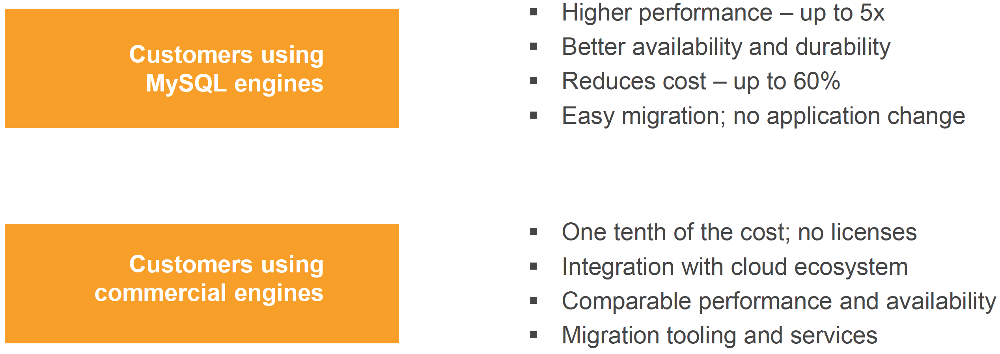 Customers using
MySQL engines
▪ Higher performance – up to 5x
▪ Better availability and durability
▪ Reduces cost – up to 60%
▪ Easy migration; no application change
Customers using
commercial engines
▪ One tenth of the cost; no licenses
▪ Integration with cloud ecosystem
▪ Comparable performance and availability
▪ Migration tooling and services